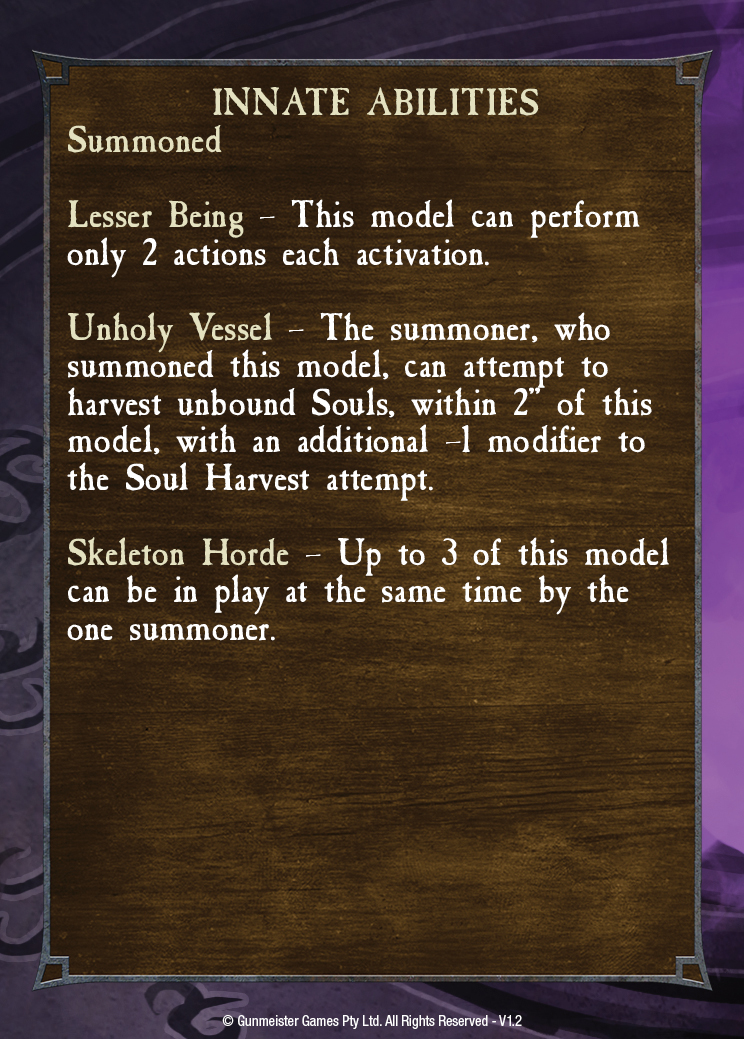 INNATE ABILITIES
Summoned
Lesser Being – This model can perform
only 2 actions each activation.
Unholy Vessel – The summoner, who
summoned this model, can attempt to
harvest unbound Souls, within 2” of this
model, with an additional –1 modifier to
the Soul Harvest attempt.
Skeleton Horde – Up to 3 of this model
can be in play at the same time by the
one summoner.
© Gunmeister Games Pty Ltd. All Rights Reserved - V1.2